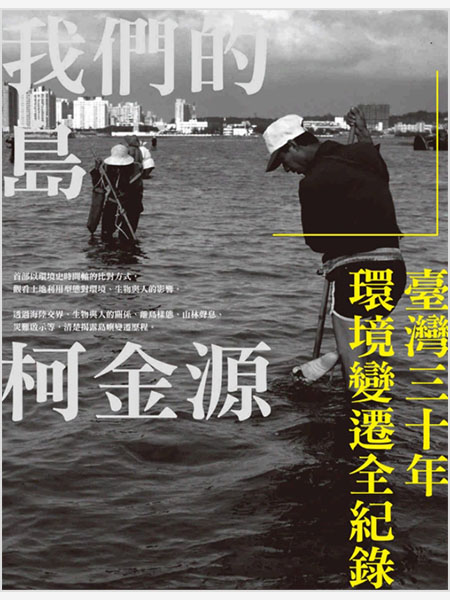 我們的
島
首部以環境史時間軸的比對方式，
觀看土地利用型態對環境、生物與人的影響。
透過海陸交界、生物與人的關係、離島樣態、山林聲息、
災難啟示等，清楚揭露島嶼變遷歷程。
柯金源
臺灣三十年
環境變遷全紀錄